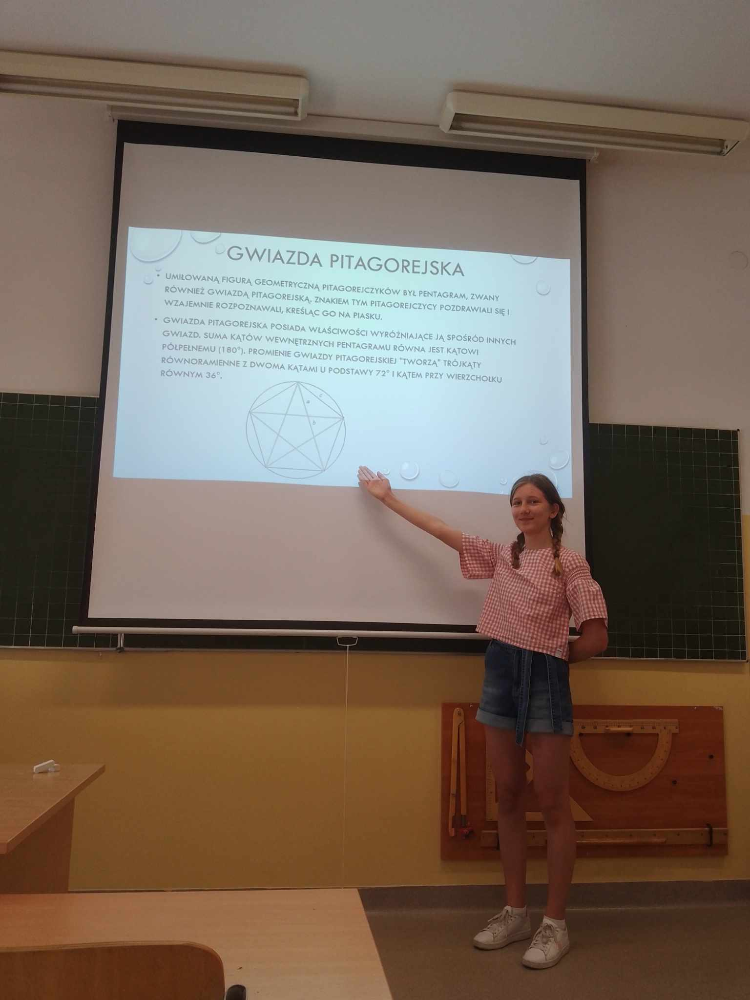 GWIAZDA PITAGOREJSKA
• UMIŁOWANĄ FIGURĄ GEOMETRYCZNĄ PITAGOREJCZYKÓW BYŁ PENTAGRAM, ZWANY
RÓWNIEŻ GWIAZDĄ PITAGOREJSKĄ. ZNAKIEM TYM PITAGOREJCZYCY POZDRAWIALI SIĘ I
WZAJEMNIE ROZPOZNAWALI, KREŚLĄC GO NA PIASKU.
• GWIAZDA PITAGOREJSKA POSIADA WŁAŚCIWOŚCI WYRÓŻNIAJĄCE JĄ SPOŚRÓD INNYCH
GWIAZD. SUMA KĄTÓW WEWNĘTRZNYCH PENTAGRAMU RÓWNA JEST KĄTOWI
PÓŁPEŁNEMU (180°). PROMIENIE GWIAZDY PITAGOREJSKIEJ "TWORZĄ" TRÓJKĄTY
RÓWNORAMIENNE Z DWOMA KĄTAMI U PODSTAWY 72° I KĄTEM PRZY WIERZCHOŁKU
RÓWNYM 36°.
c
a
b